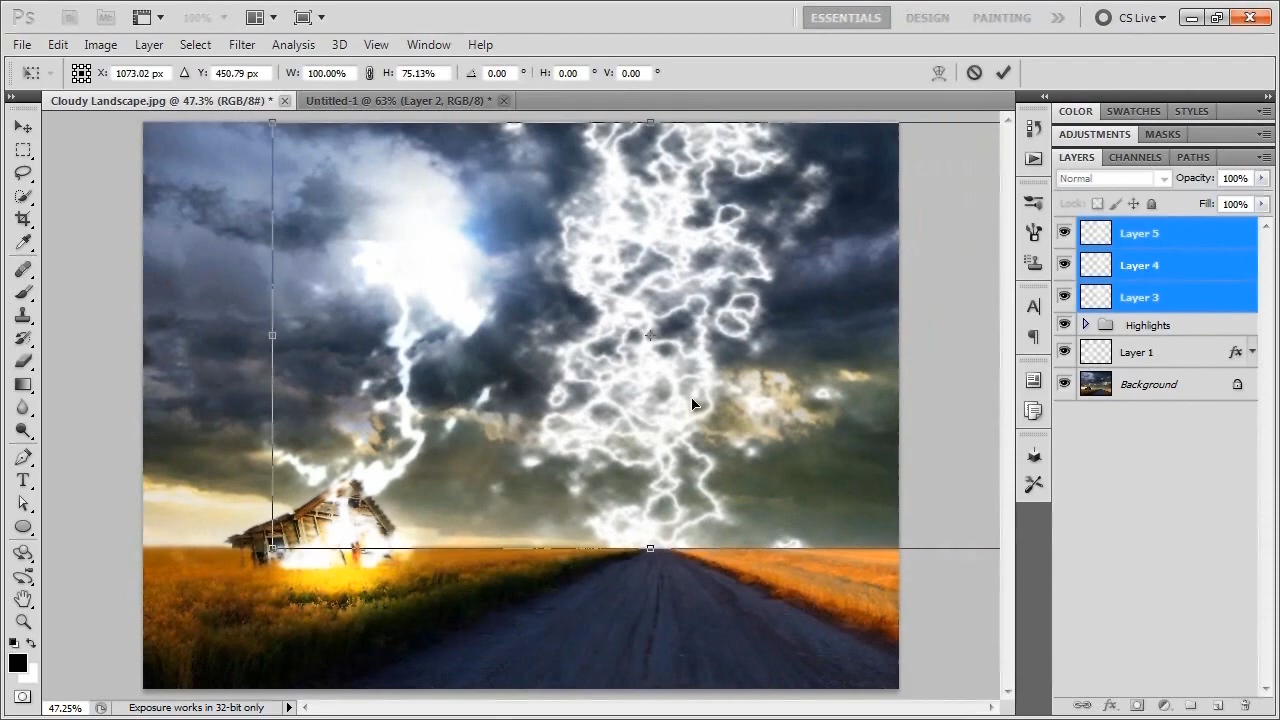 Ps Br Mb 100% ESSENTIALS DESIGN PAINTING CS Live
File Edit Image Layer Select Filter Analysis 3D View Window Help
X: 1073.02 px Y: 450.79 px W: 100.00% H: 75.13% 0.00 ° H: 0.00 ° V: 0.00 °
Cloudy Landscape.jpg @ 47.3% (RGB/8#) * Untitled-1 @ 63% (Layer 2, RGB/8) *
COLOR SWATCHES STYLES
ADJUSTMENTS MASKS
LAYERS CHANNELS PATHS
Normal Opacity: 100%
Lock: Fill: 100%
Layer 5
Layer 4
Layer 3
Highlights
Layer 1 fx
Background
47.25% Exposure works in 32-bit only